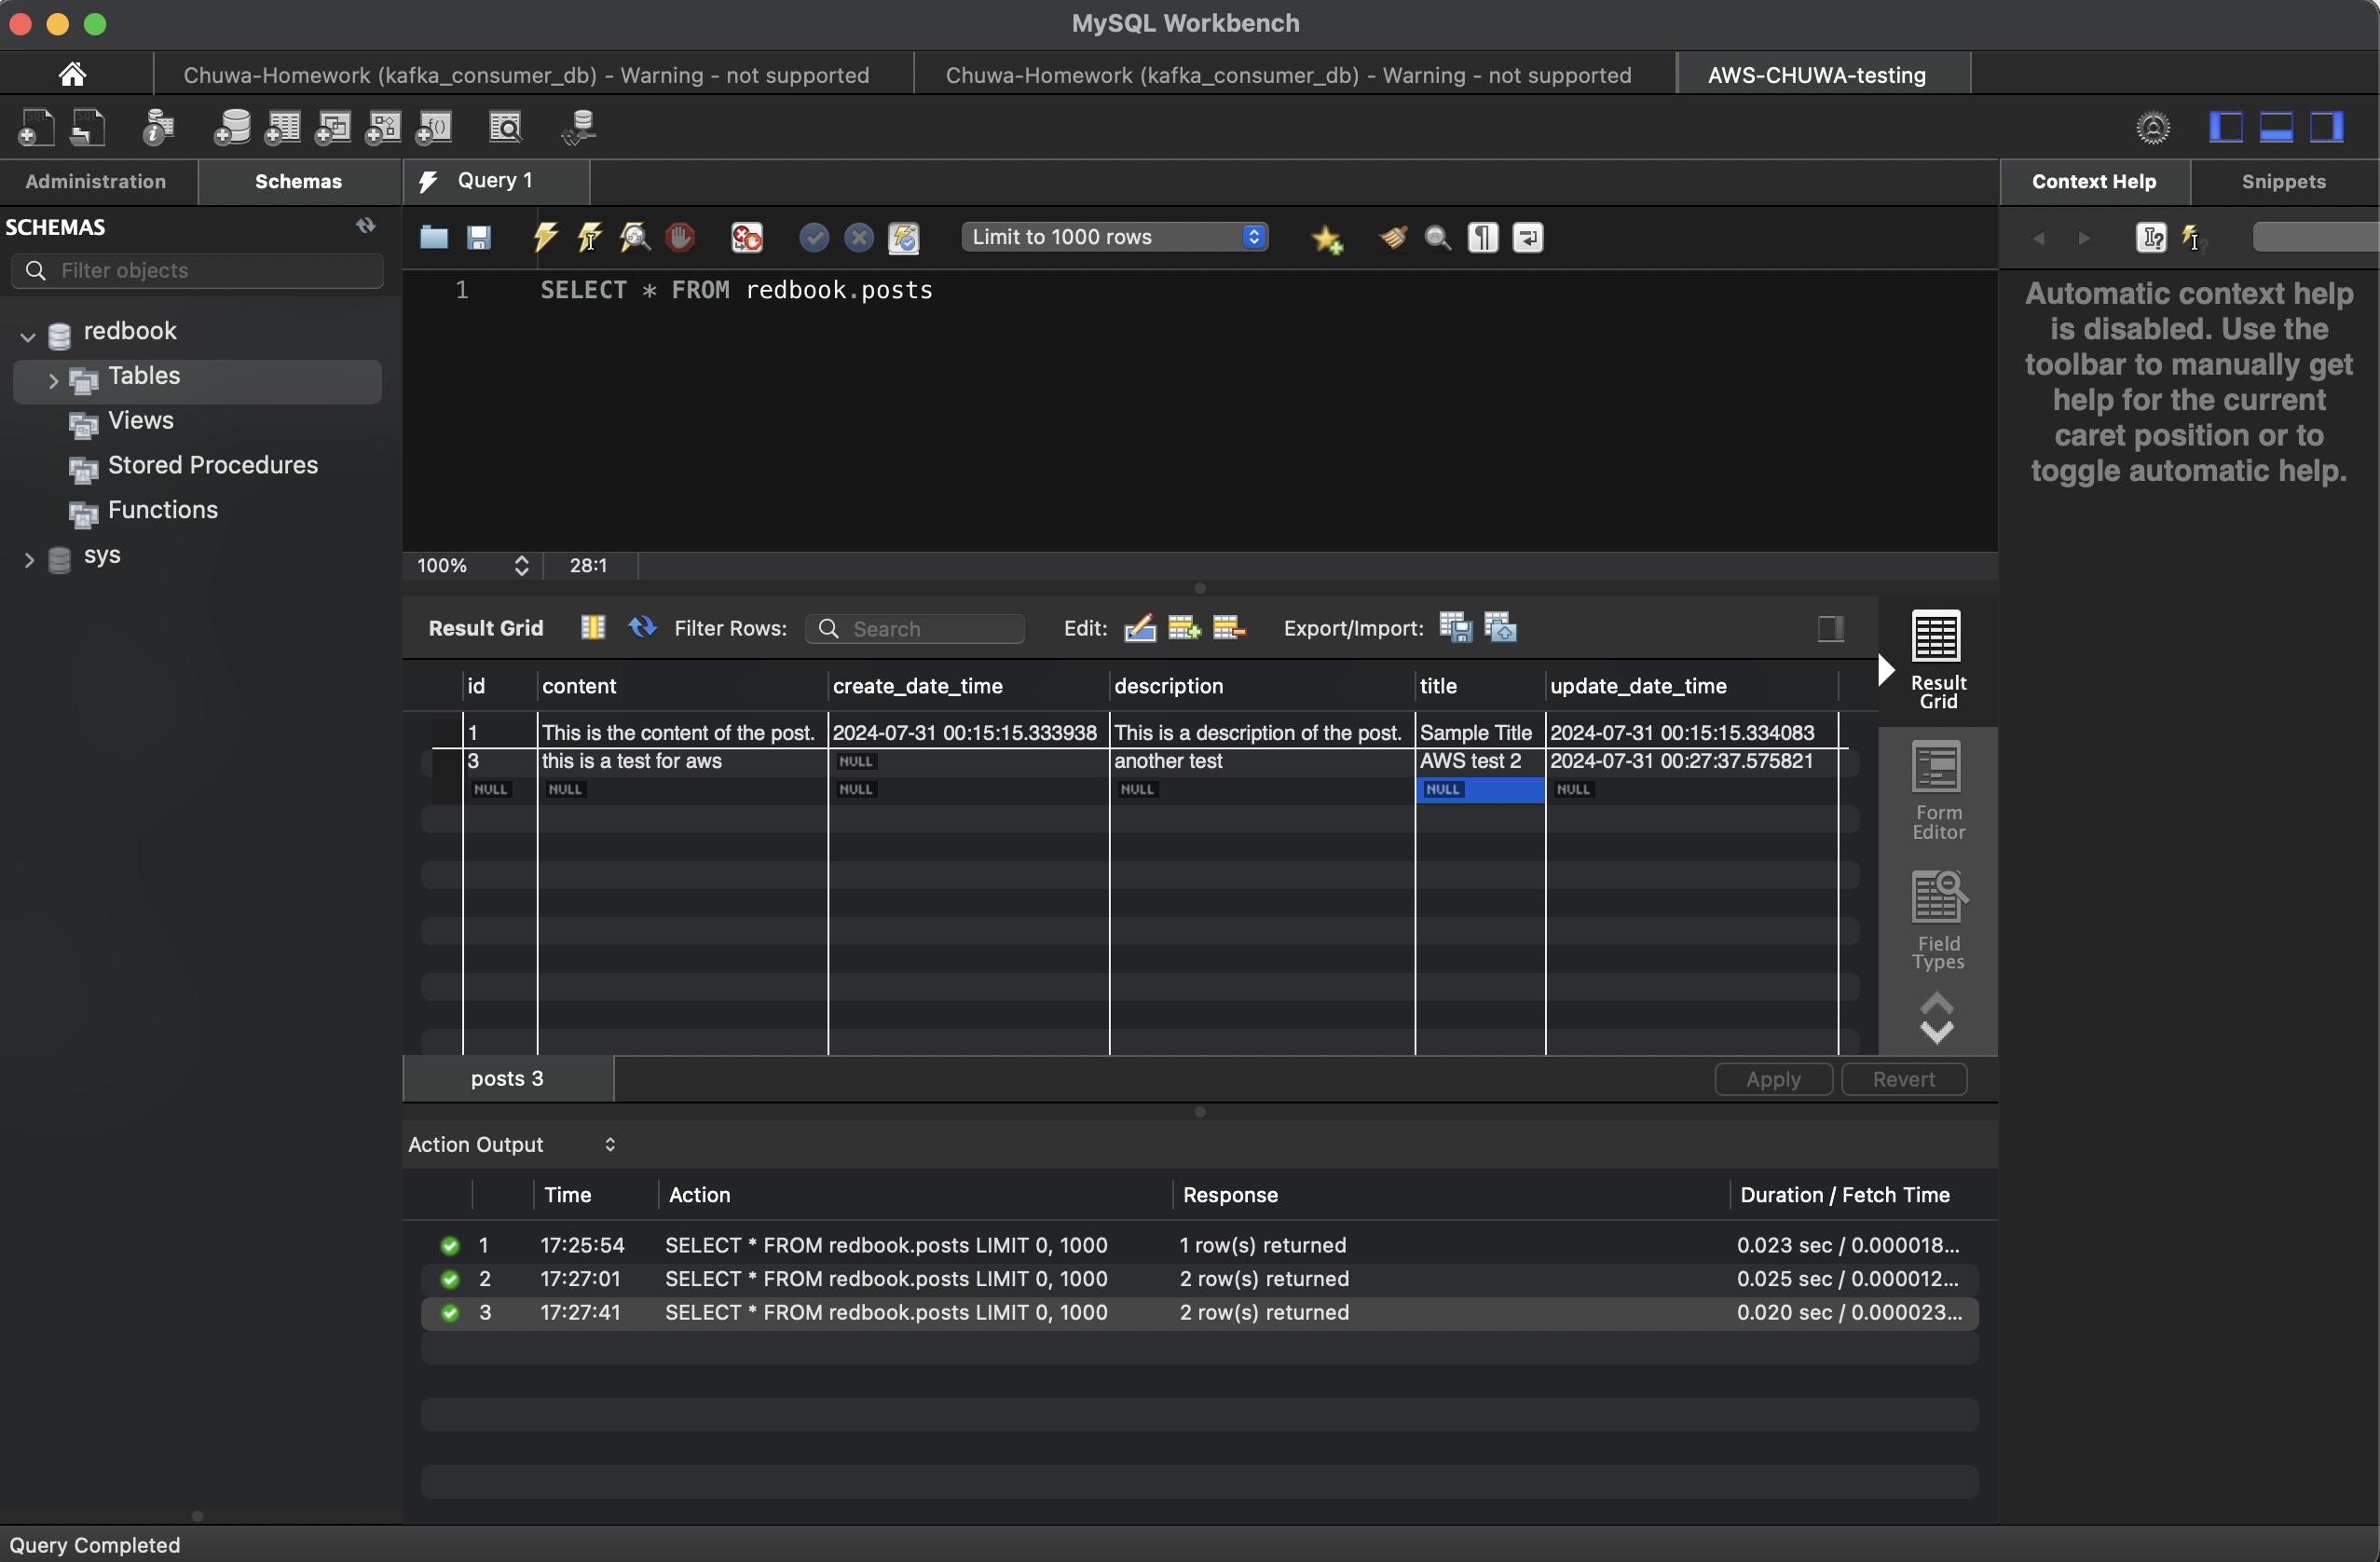 MySQL Workbench
Chuwa-Homework (kafka_consumer_db) - Warning - not supported
Chuwa-Homework (kafka_consumer_db) - Warning - not supported
AWS-CHUWA-testing
Administration
Schemas
Query 1
Context Help
Snippets
SCHEMAS
Filter objects
Limit to 1000 rows
1 SELECT * FROM redbook.posts
redbook
Tables
Views
Stored Procedures
Functions
sys
Automatic context help
is disabled. Use the
toolbar to manually get
help for the current
caret position or to
toggle automatic help.
100% 28:1
Result Grid Filter Rows: Search Edit: Export/Import:
id content create_date_time description title update_date_time
1 This is the content of the post. 2024-07-31 00:15:15.333938 This is a description of the post. Sample Title 2024-07-31 00:15:15.334083
3 this is a test for aws NULL another test AWS test 2 2024-07-31 00:27:37.575821
NULL NULL NULL NULL NULL NULL
Result
Grid
Form
Editor
Field
Types
posts 3
Apply Revert
Action Output
Time Action Response Duration / Fetch Time
1 17:25:54 SELECT * FROM redbook.posts LIMIT 0, 1000 1 row(s) returned 0.023 sec / 0.000018...
2 17:27:01 SELECT * FROM redbook.posts LIMIT 0, 1000 2 row(s) returned 0.025 sec / 0.000012...
3 17:27:41 SELECT * FROM redbook.posts LIMIT 0, 1000 2 row(s) returned 0.020 sec / 0.000023...
Query Completed